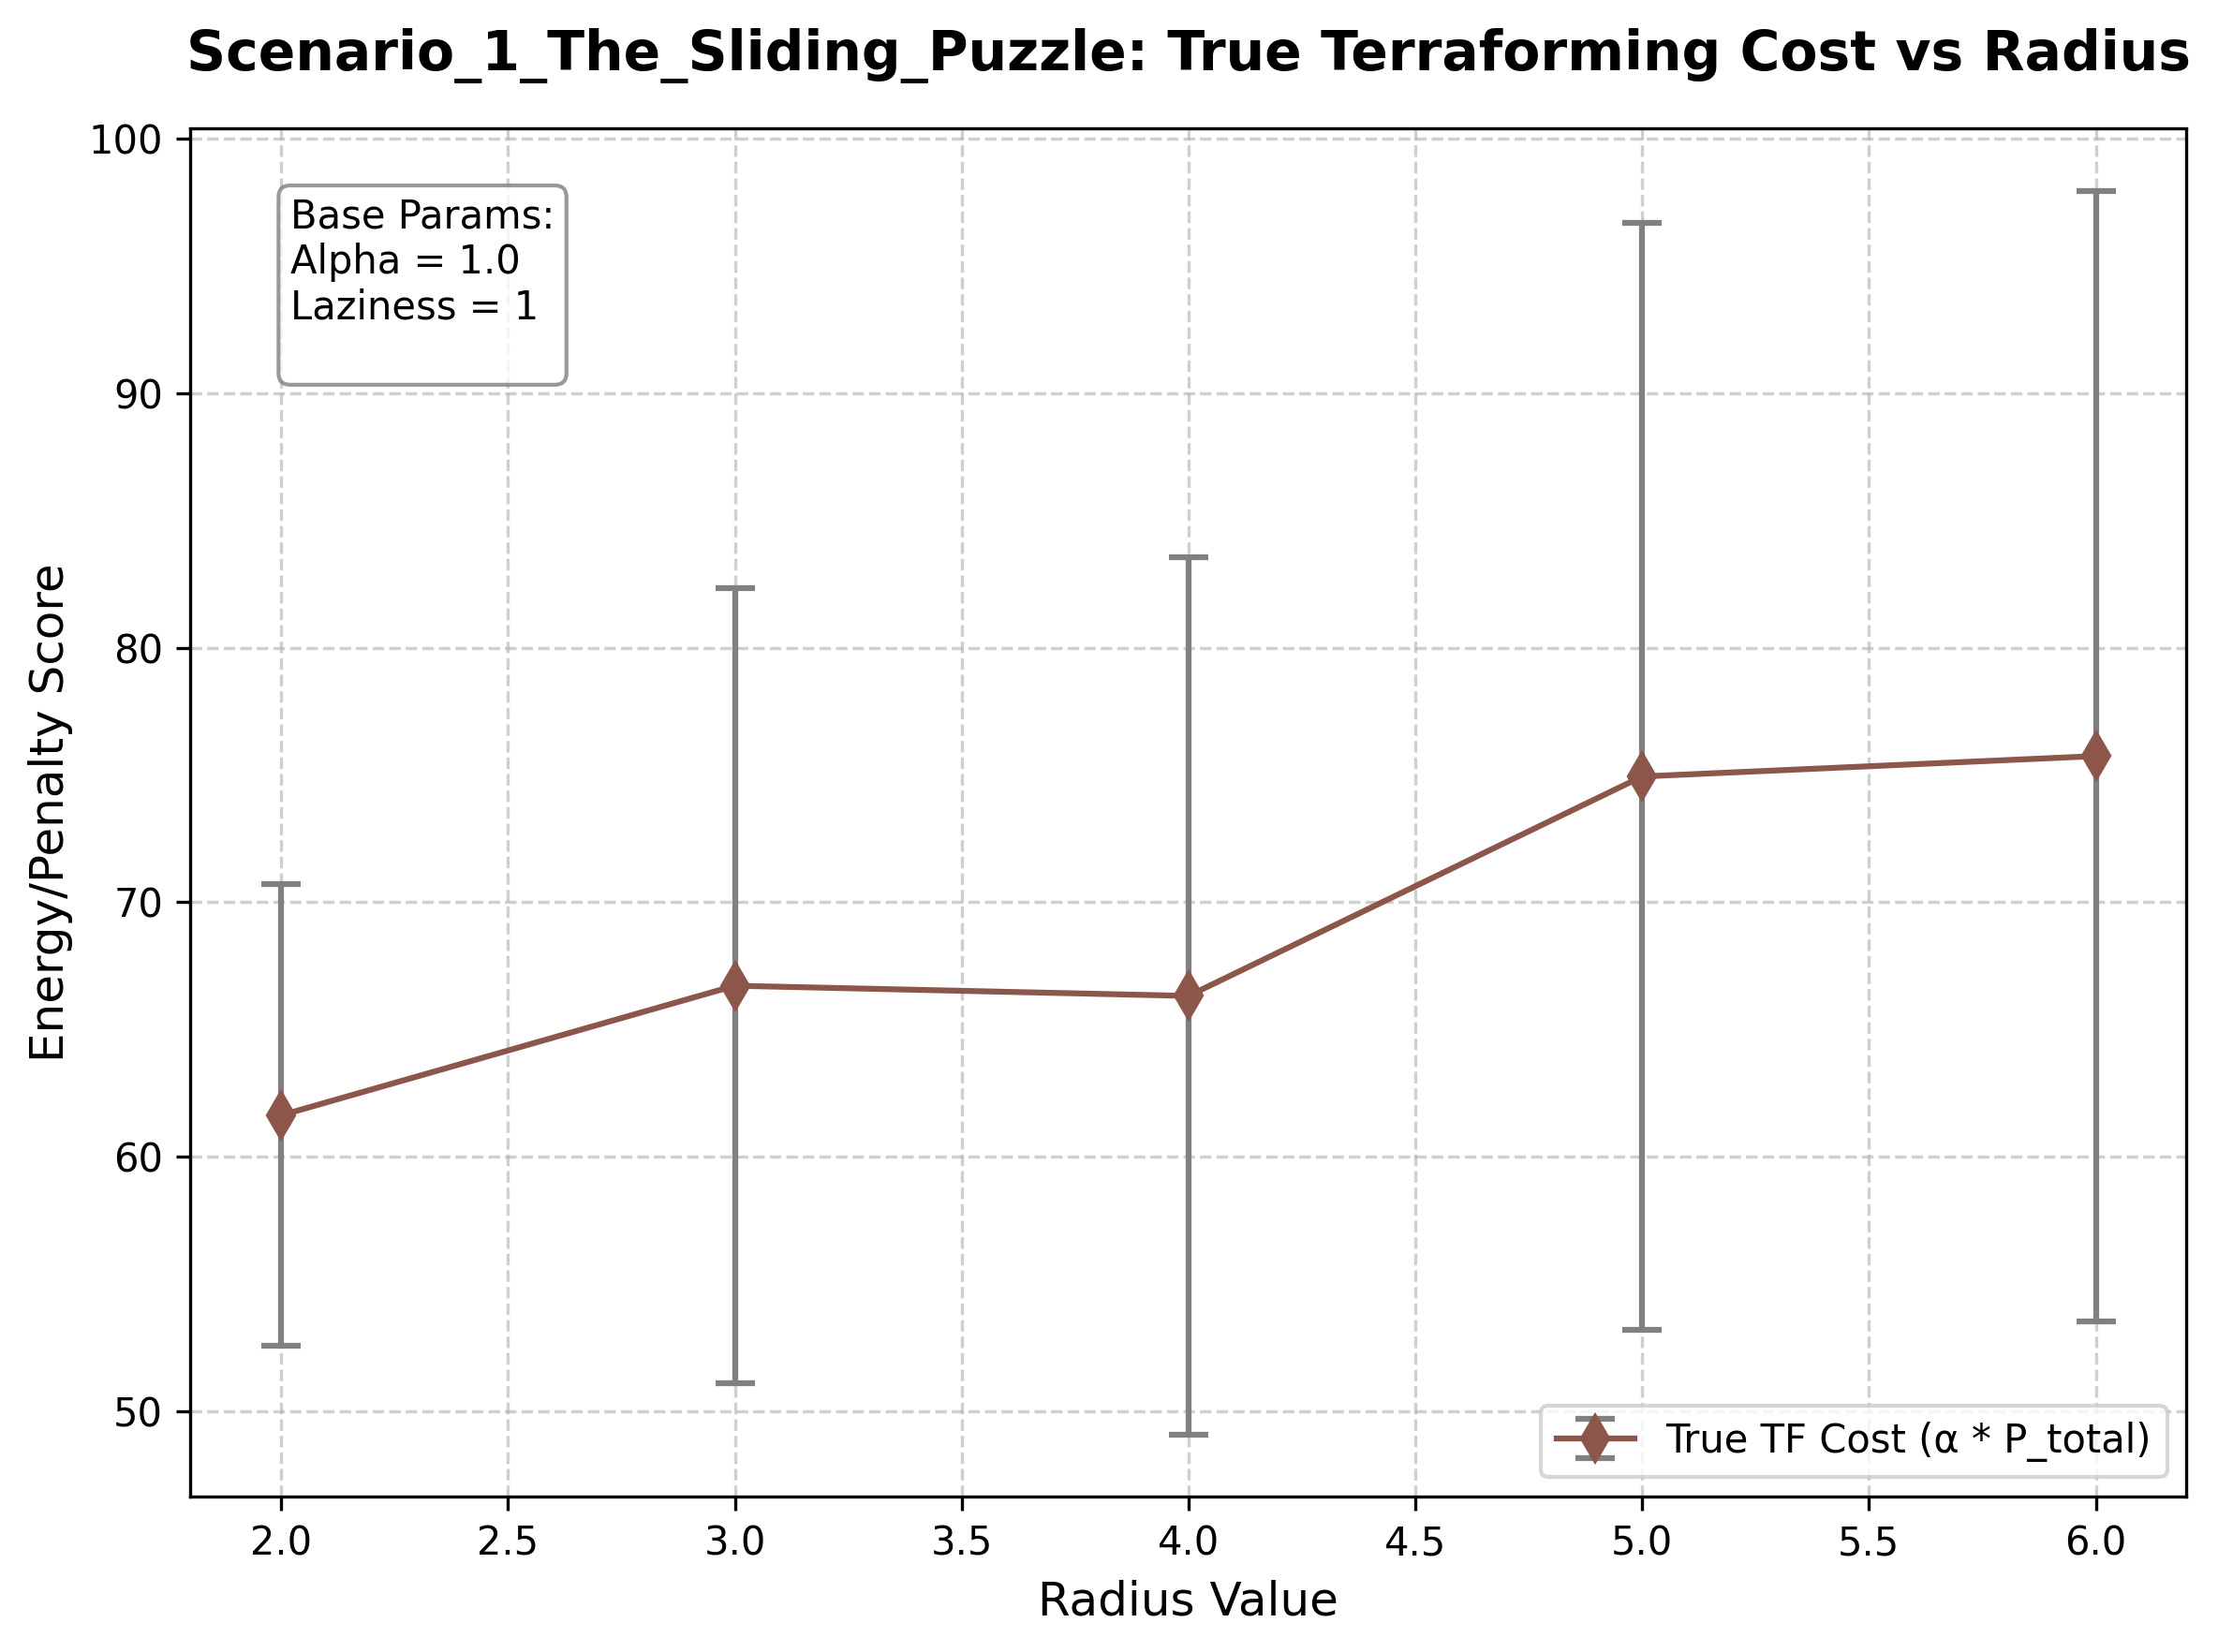 Scenario_1_The_Sliding_Puzzle: True Terraforming Cost vs Radius
100
90
80
70
60
50
Energy/Penalty Score
Base Params:
Alpha = 1.0
Laziness = 1
True TF Cost (α * P_total)
2.0 2.5 3.0 3.5 4.0 4.5 5.0 5.5 6.0
Radius Value